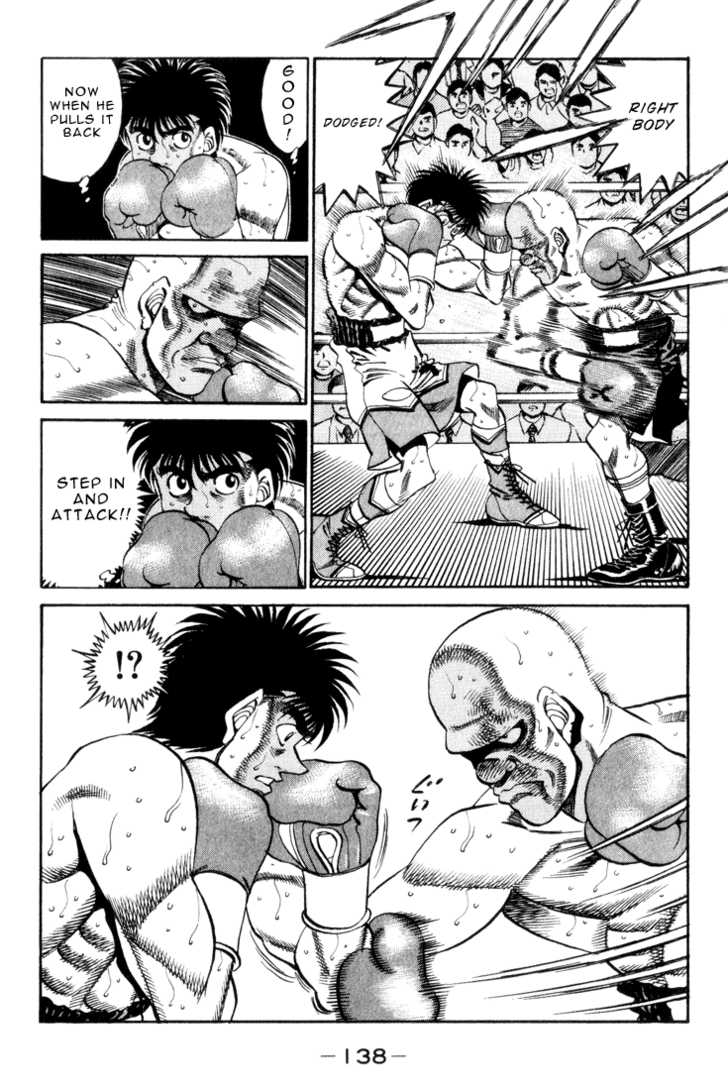 RIGHT
BODY
DODGED!
GOOD!
NOW
WHEN HE
PULLS IT
BACK
STEP IN
AND
ATTACK!!
!?
ぐいっ
-138-